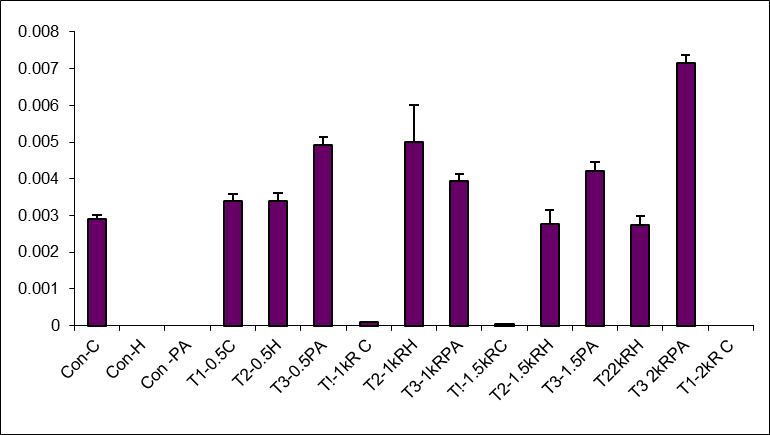 0.008
0.007
0.006
0.005
0.004
0.003
0.002
0.001
0
Con-C
Con-H
Con -PA
T1-0.5C
T2-0.5H
T3-0.5PA
T!-1kR C
T2-1kRH
T3-1kRPA
T!-1.5kRC
T2-1.5kRH
T3-1.5PA
T22kRH
T3 2kRPA
T1-2kR C